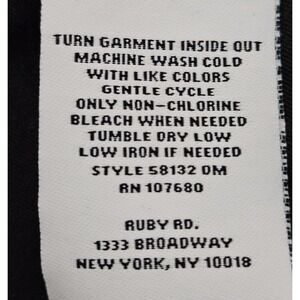 TURN GARMENT INSIDE OUT
MACHINE WASH COLD
WITH LIKE COLORS
GENTLE CYCLE
ONLY NON-CHLORINE
BLEACH WHEN NEEDED
TUMBLE DRY LOW
LOW IRON IF NEEDED
STYLE 58132 DM
RN 107680
RUBY RD.
1333 BROADWAY
NEW YORK, NY 10018